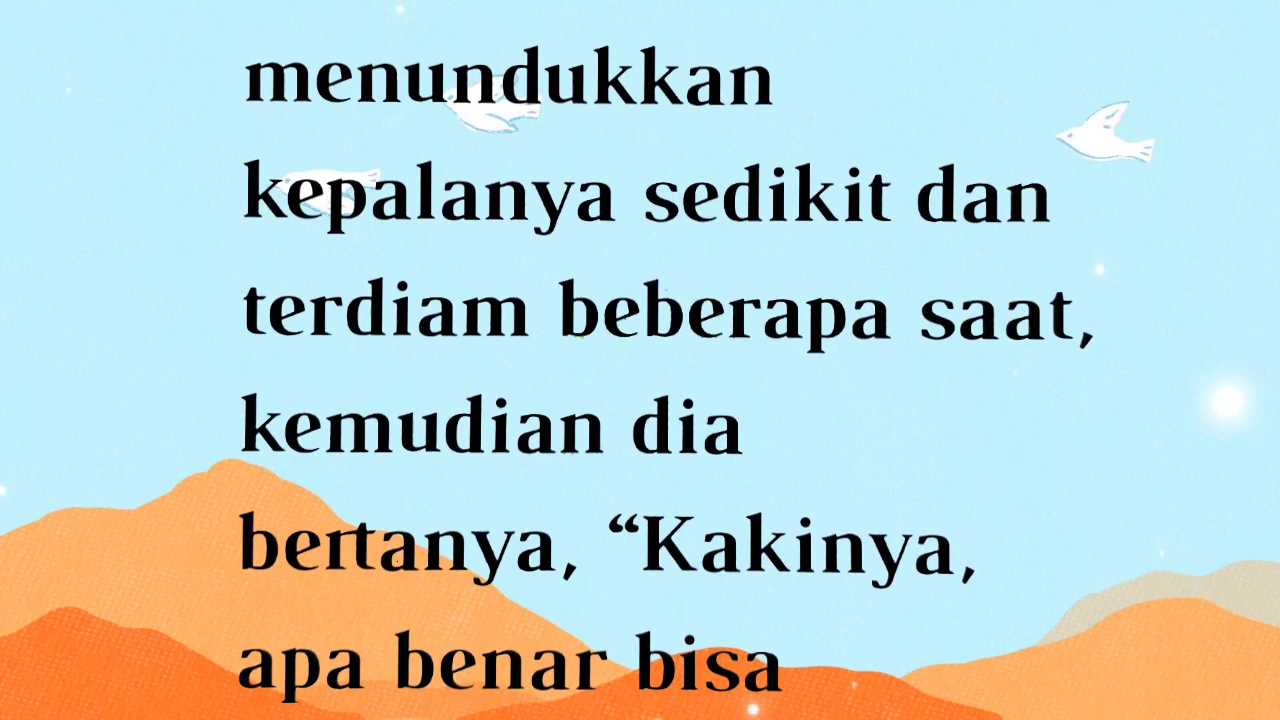 menundukkan
kepalanya sedikit dan
terdiam beberapa saat,
kemudian dia
bertanya, “Kakinya,
apa benar bisa